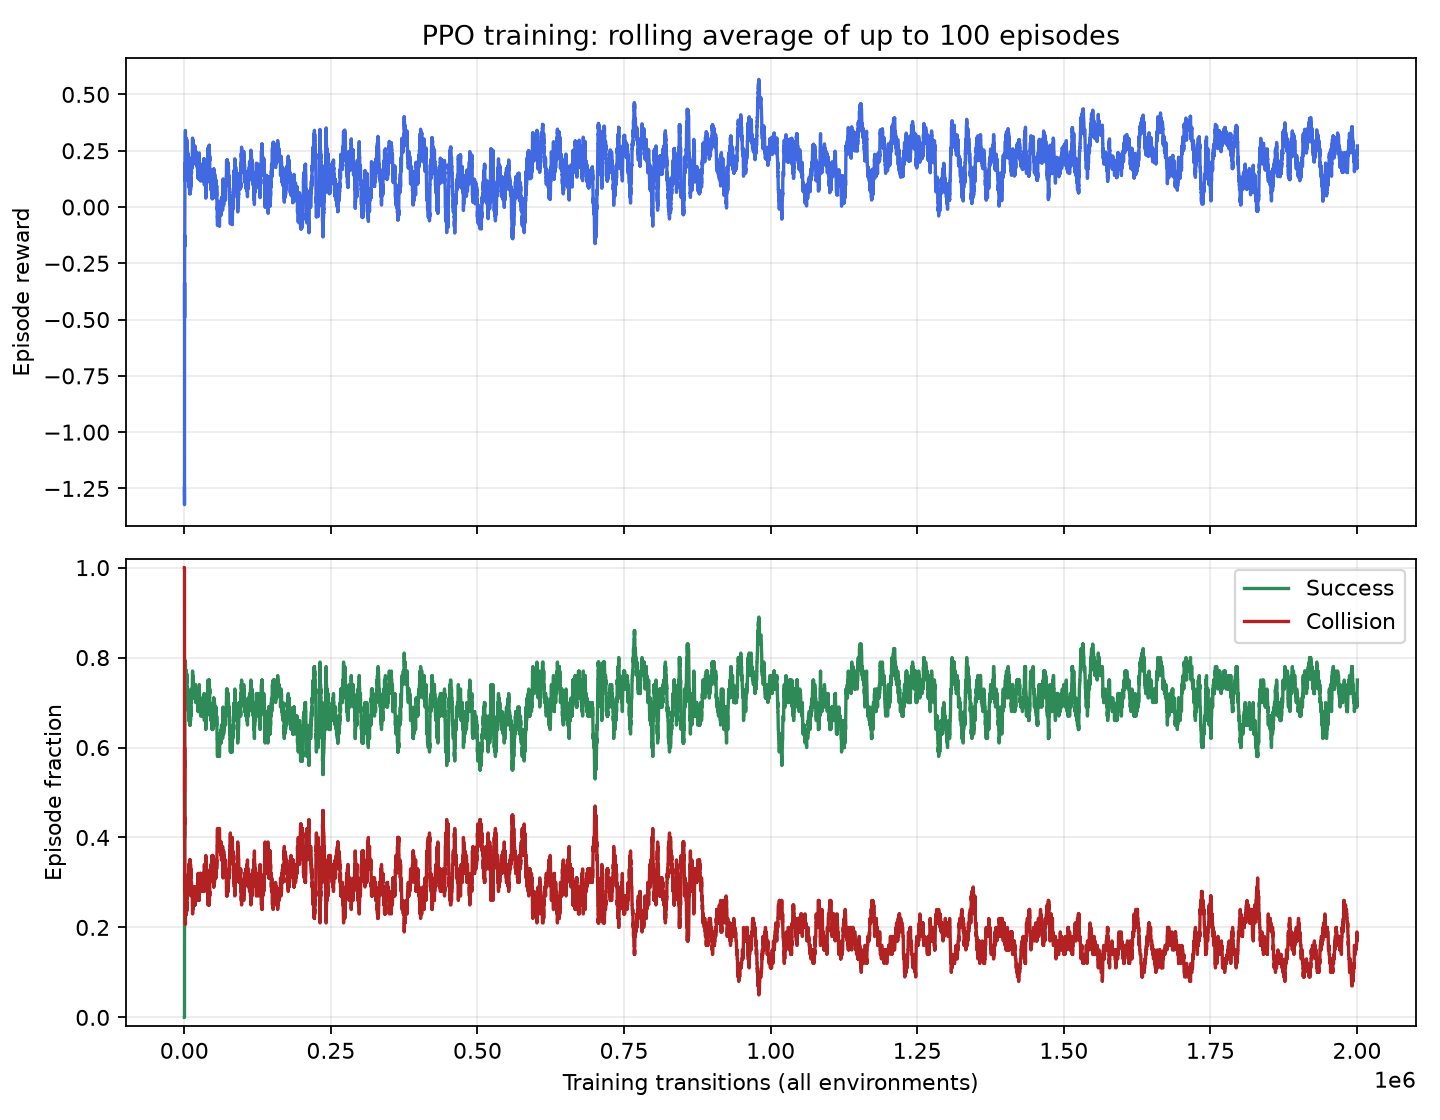 PPO training: rolling average of up to 100 episodes
Episode reward
0.50
0.25
0.00
−0.25
−0.50
−0.75
−1.00
−1.25
Episode fraction
1.0
0.8
0.6
0.4
0.2
0.0
Success
Collision
0.00 0.25 0.50 0.75 1.00 1.25 1.50 1.75 2.00
Training transitions (all environments)
1e6